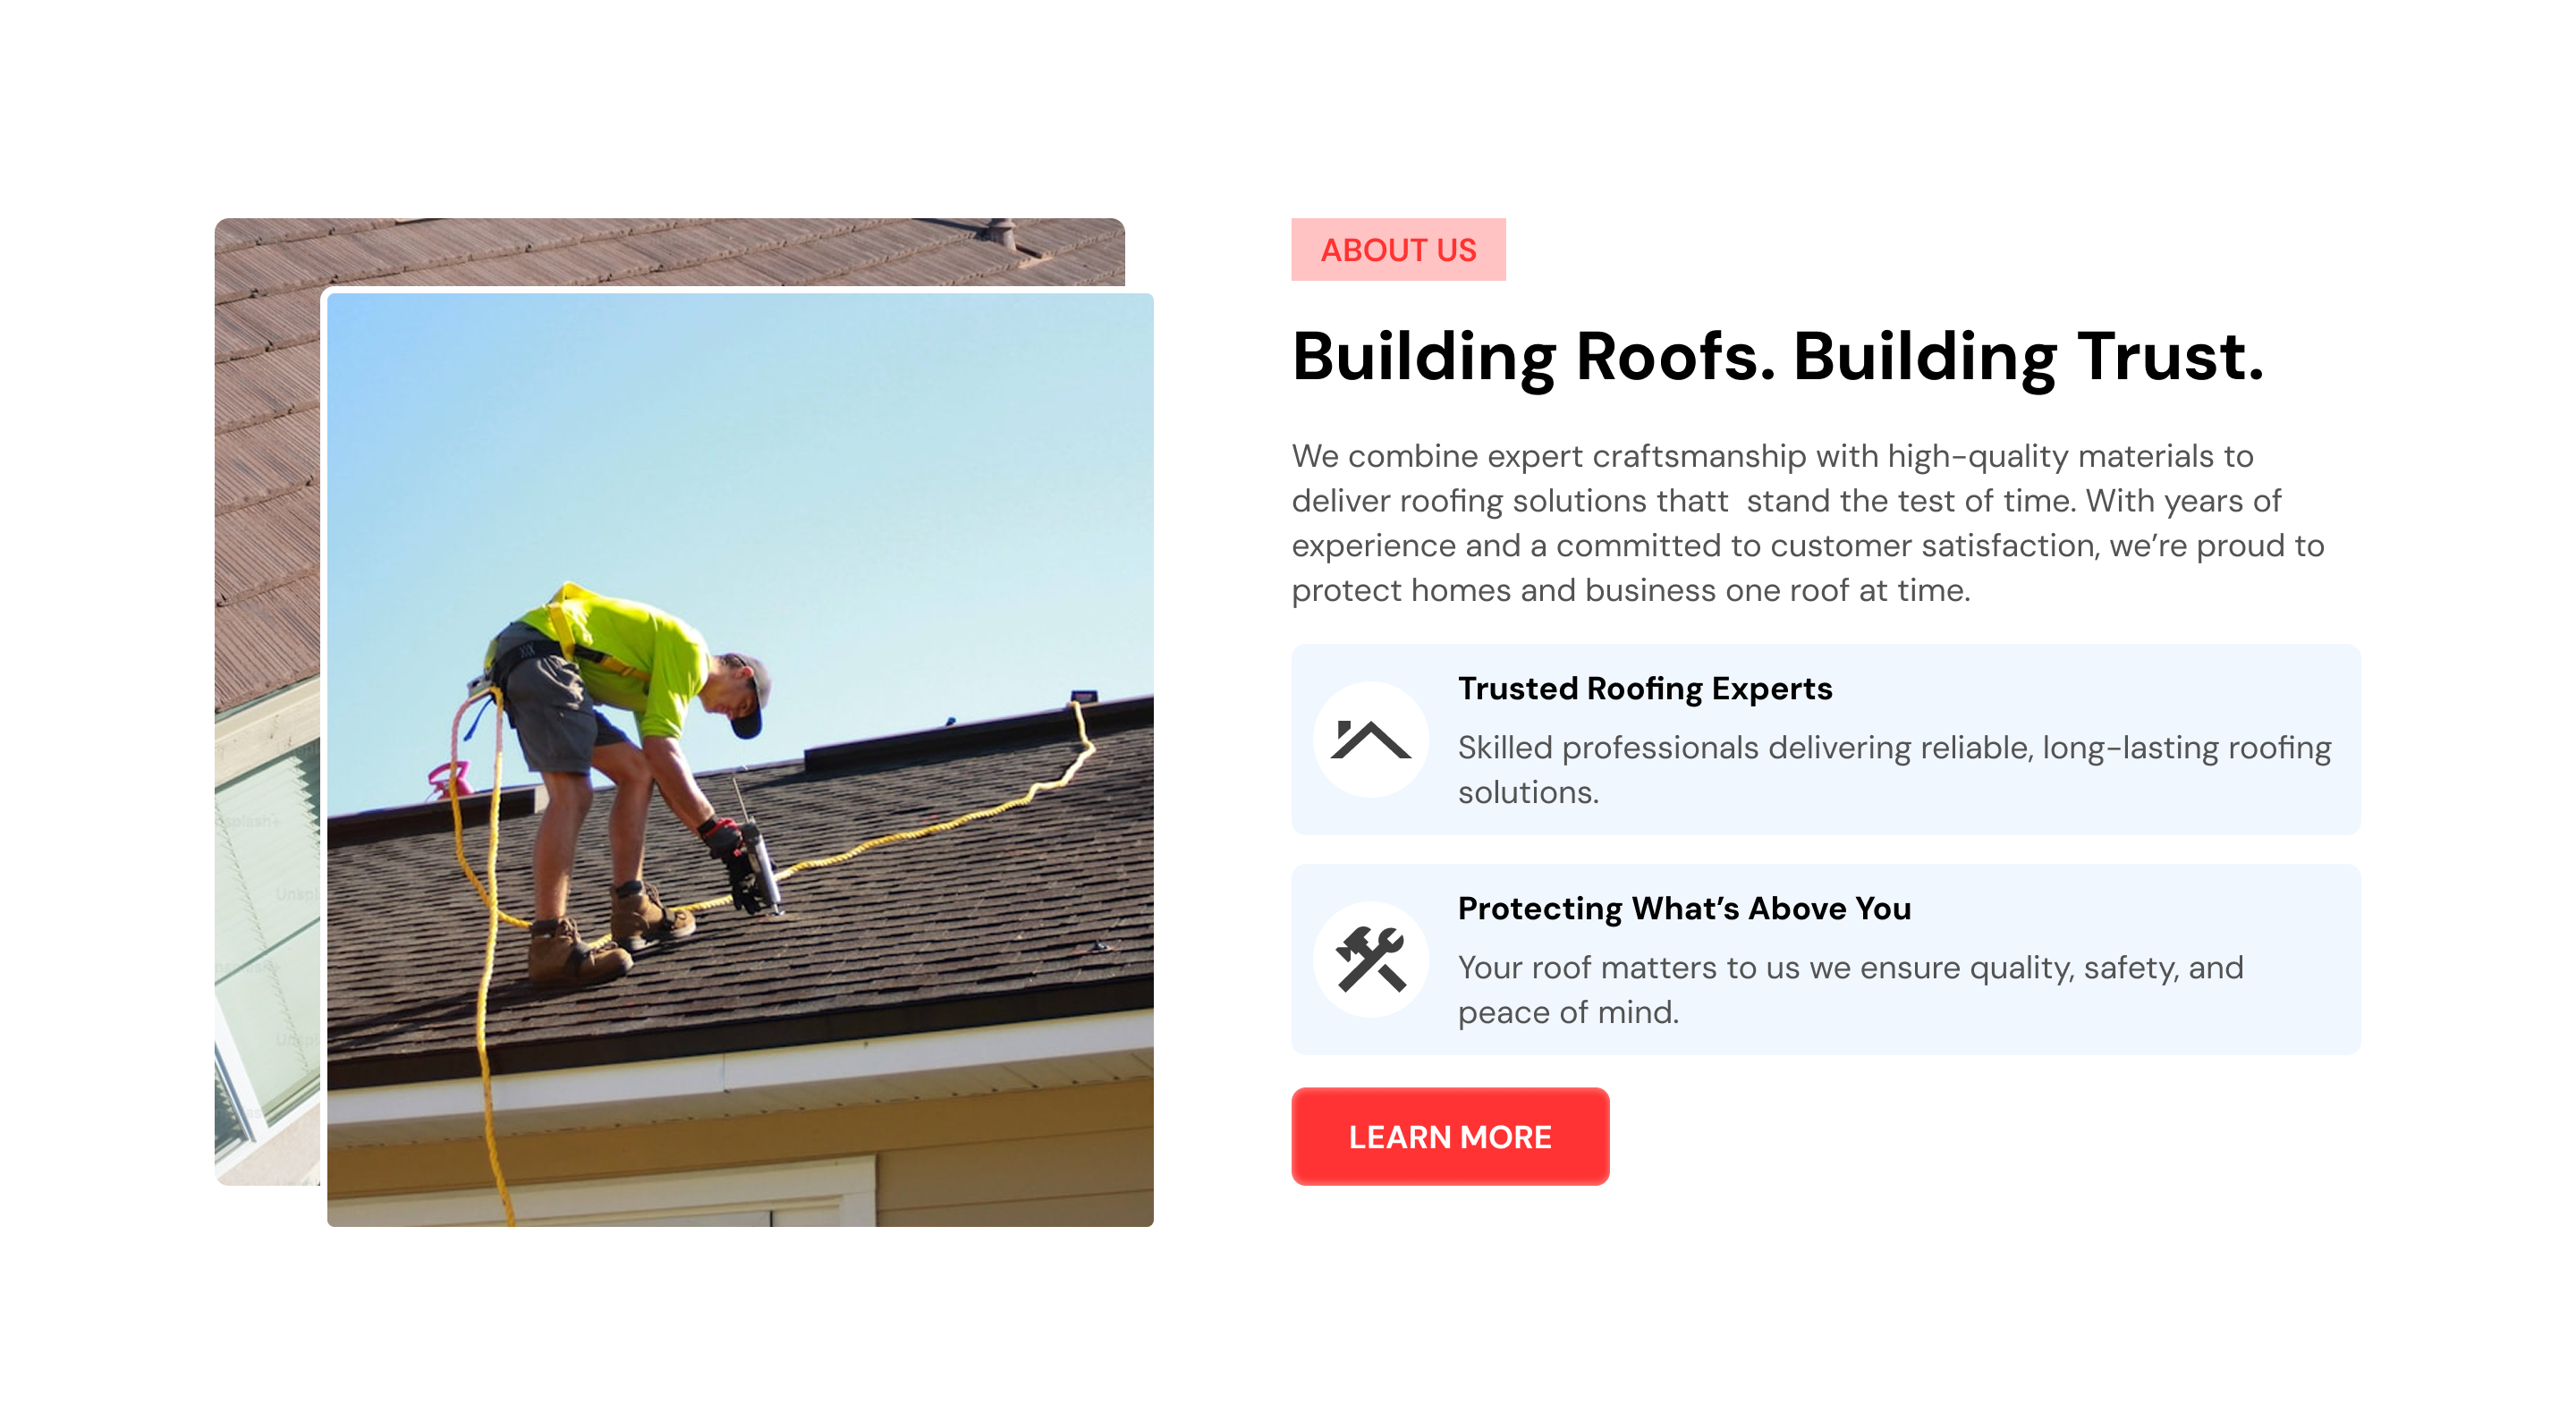 ABOUT US
Building Roofs. Building Trust.
We combine expert craftsmanship with high-quality materials to
deliver roofing solutions thatt  stand the test of time. With years of
experience and a committed to customer satisfaction, we’re proud to
protect homes and business one roof at time.
Trusted Roofing Experts
Skilled professionals delivering reliable, long-lasting roofing
solutions.
Protecting What’s Above You
Your roof matters to us we ensure quality, safety, and
peace of mind.
LEARN MORE